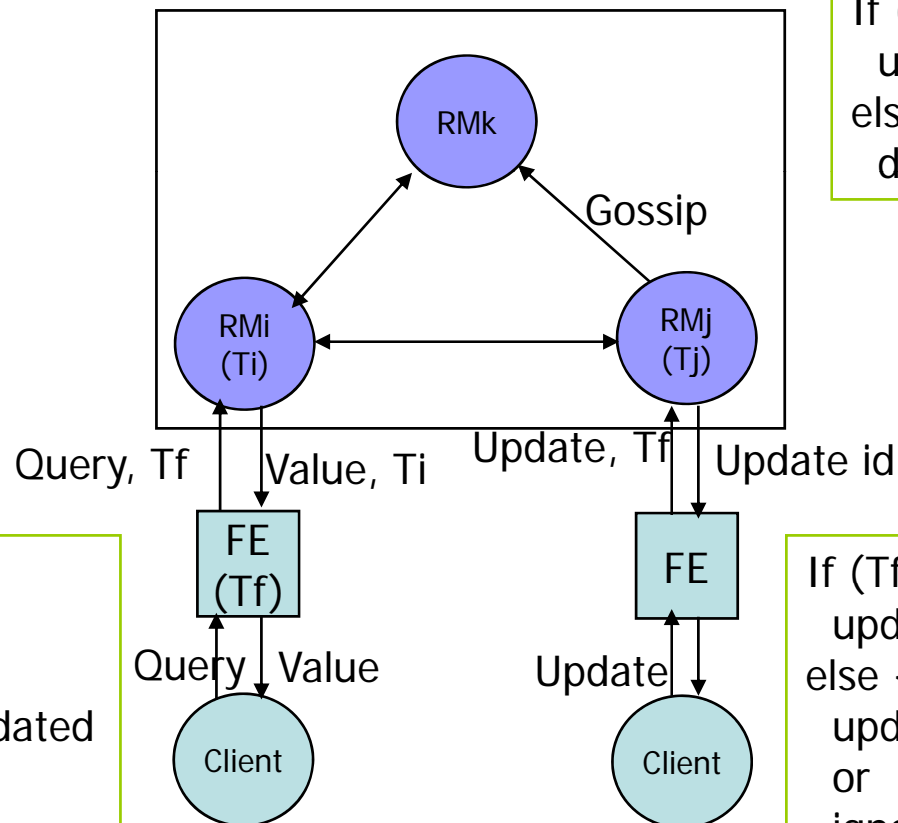 If
els
d
RMk
Gossip
RMi
(Ti)
RMj
(Tj)
Query, Tf
Value, Ti
Update, Tf
Update id
FE
(Tf)
FE
If (Tf
upd
else
upd
or
dated
Query
Value
Update
Client
Client